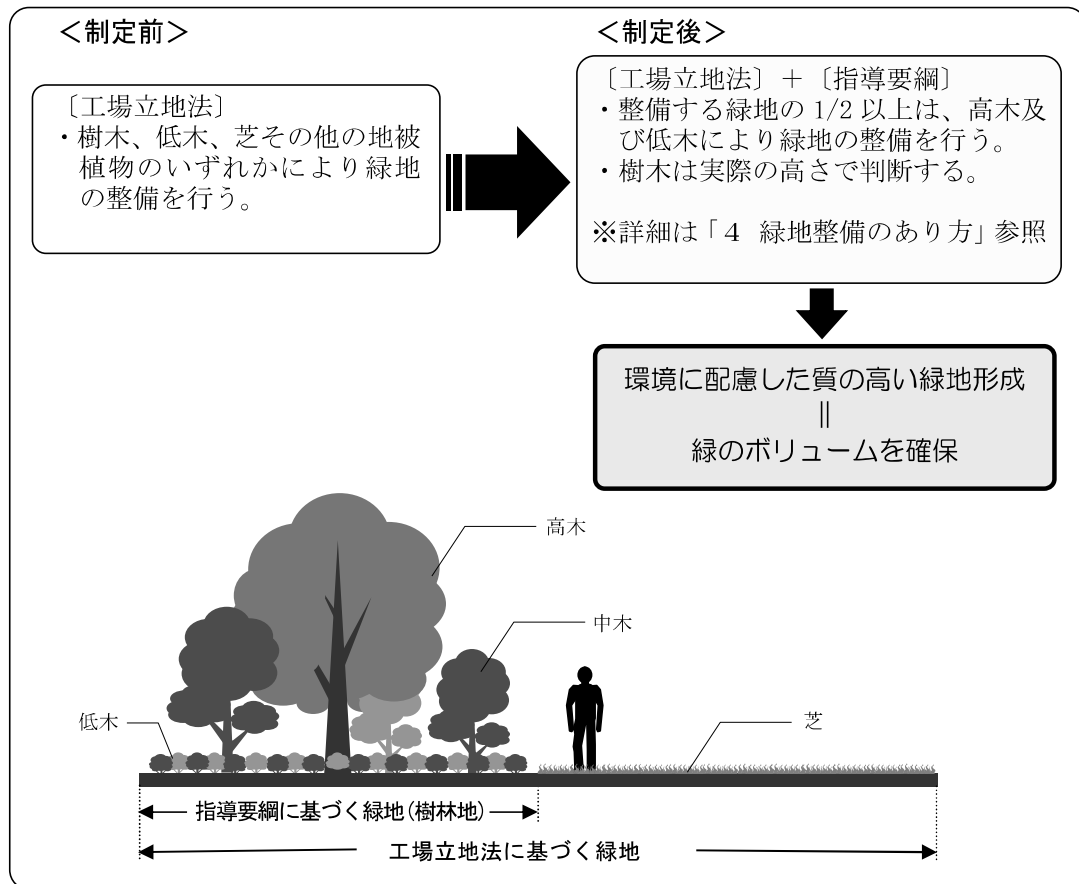 ＜制定前＞
〔工場立地法〕
・樹木、低木、芝その他の地被
植物のいずれかにより緑地
の整備を行う。
＜制定後＞
〔工場立地法〕＋〔指導要綱〕
・整備する緑地の 1/2 以上は、高木及
び低木により緑地の整備を行う。
・樹木は実際の高さで判断する。
※詳細は「４ 緑地整備のあり方」参照
環境に配慮した質の高い緑地形成
||
緑のボリュームを確保
高木
中木
低木
芝
指導要綱に基づく緑地(樹林地)
工場立地法に基づく緑地